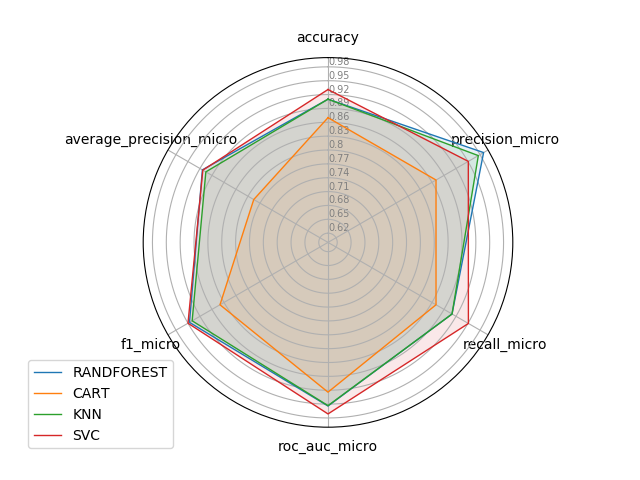 accuracy
0.98
0.95
0.92
0.89
0.86
0.83
0.8
0.77
0.74
0.71
0.68
0.65
0.62
average_precision_micro
precision_micro
f1_micro
recall_micro
roc_auc_micro
RANDFOREST
CART
KNN
SVC